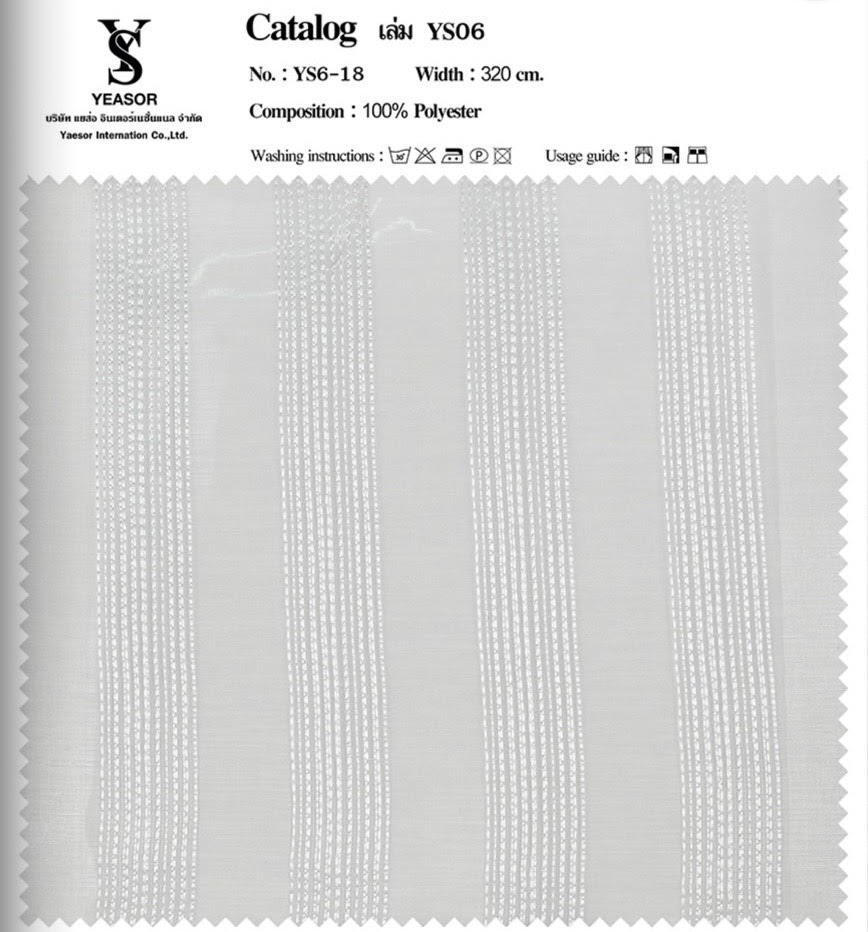 YS
YEASOR
บริษัท แยส่อ อินเตอร์เนชั่นแนล จำกัด
Yaesor Internation Co.,Ltd.
Catalog เล่ม YS06
No. : YS6-18 Width : 320 cm.
Composition : 100% Polyester
Washing instructions : 30 P Usage guide :